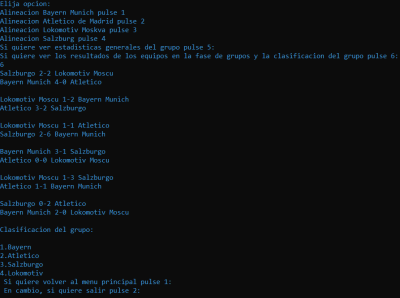 Elija opcion:
Alineacion Bayern Munich pulse 1
Alineacion Atletico de Madrid pulse 2
Alineacion Lokomotiv Moskva pulse 3
Alineacion Salzburg pulse 4
Si quiere ver estadisticas generales del grupo pulse 5:
Si quiere ver los resultados de los equipos en la fase de grupos y la clasificacion del grupo pulse 6:
6
Salzburgo 2-2 Lokomotiv Moscu
Bayern Munich 4-0 Atletico
Lokomotiv Moscu 1-2 Bayern Munich
Atletico 3-2 Salzburgo
Lokomotiv Moscu 1-1 Atletico
Salzburgo 2-6 Bayern Munich
Bayern Munich 3-1 Salzburgo
Atletico 0-0 Lokomotiv Moscu
Lokomotiv Moscu 1-3 Salzburgo
Atletico 1-1 Bayern Munich
Salzburgo 0-2 Atletico
Bayern Munich 2-0 Lokomotiv Moscu
Clasificacion del grupo:
1.Bayern
2.Atletico
3.Salzburgo
4.Lokomotiv
Si quiere volver al menu principal pulse 1:
En cambio, si quiere salir pulse 2: